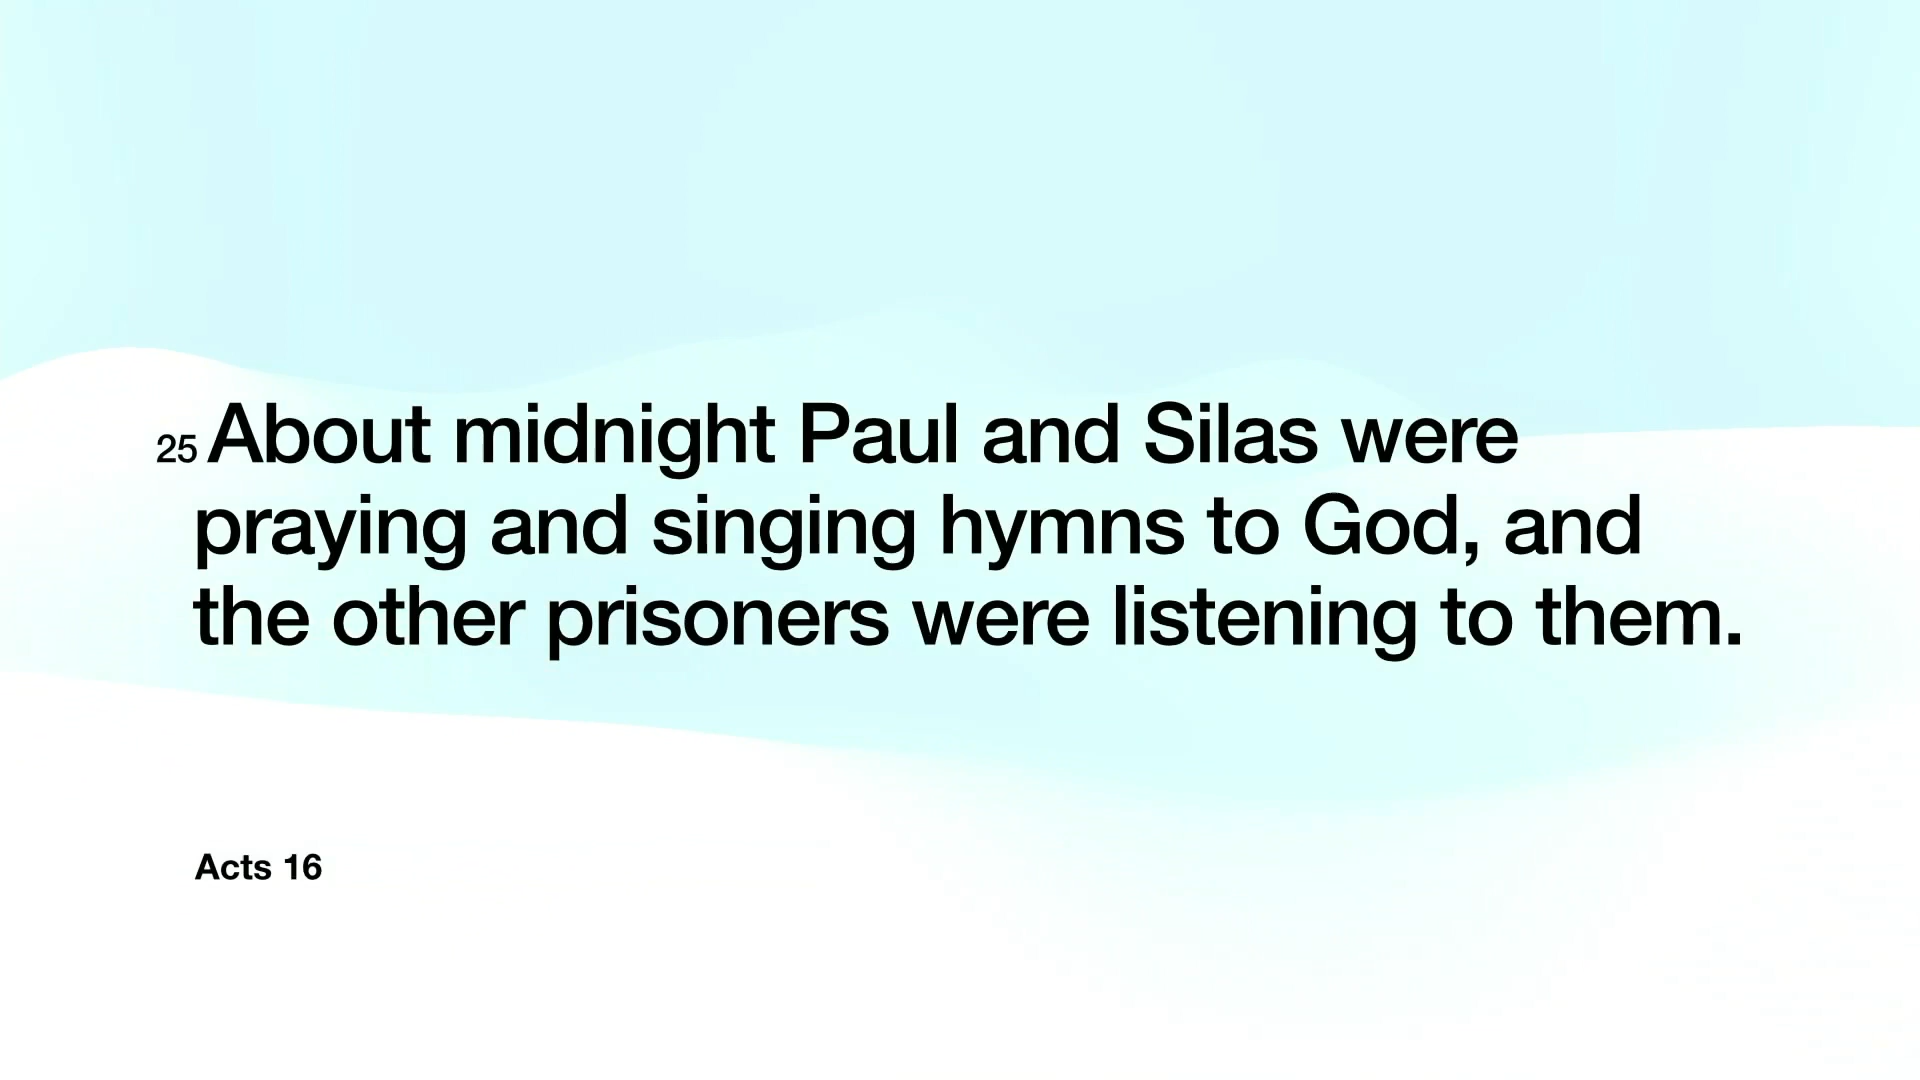 25 About midnight Paul and Silas were
praying and singing hymns to God, and
the other prisoners were listening to them.
Acts 16